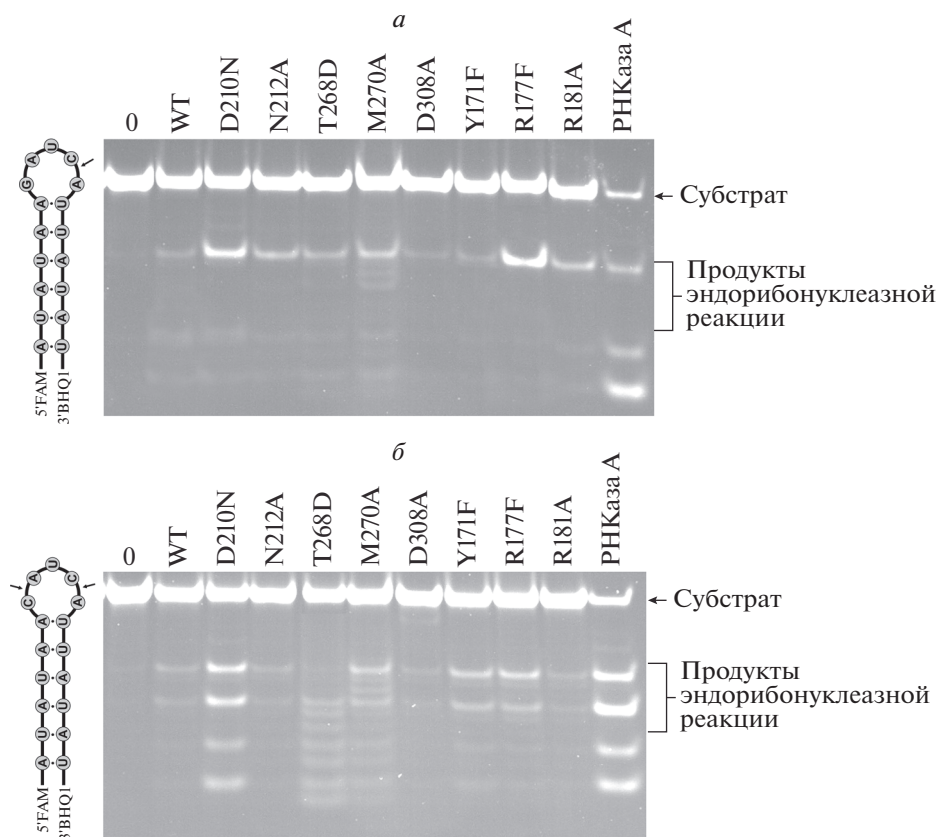 а
0
WT
D210N
N212A
T268D
M270A
D308A
Y171F
R177F
R181A
РНКаза А
G A U C A
A U
A · U
U · A
A · U
U · A
A · U
U · A
A · U
5'FAM
3'BHQ1
Субстрат
Продукты
эндорибонуклеазной
реакции
б
0
WT
D210N
N212A
T268D
M270A
D308A
Y171F
R177F
R181A
РНКаза А
C A U C A
A U
A · U
U · A
A · U
U · A
A · U
U · A
A · U
5'FAM
3'BHQ1
Субстрат
Продукты
эндорибонуклеазной
реакции